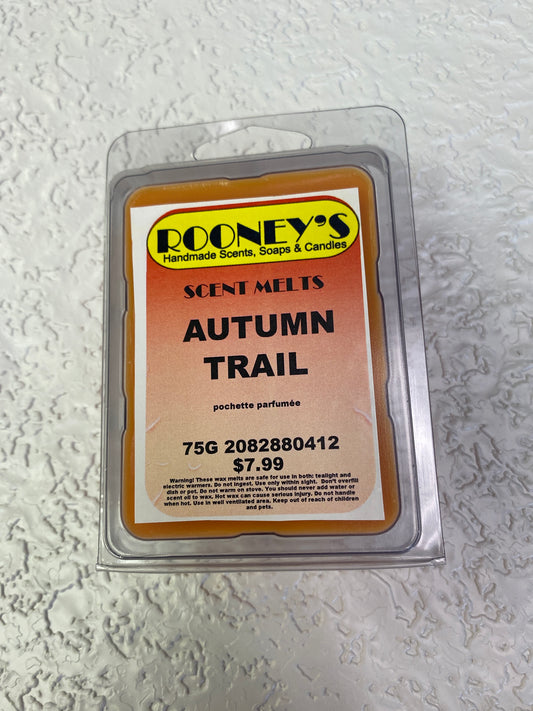 ROONEY'S
Handmade Scents, Soaps & Candles
SCENT MELTS
AUTUMN
TRAIL
pochette parfumée
75G 2082880412
$7.99
Warning! These wax melts are safe for use in both: tealight and
electric warmers. Do not ingest. Use only within sight. Don't overfill
dish or pot. Do not warm on stove. You should never add water or
scent oil to wax. Hot wax can cause serious injury. Do not handle
when hot. Use in well ventilated area. Keep out of reach of children
and pets.